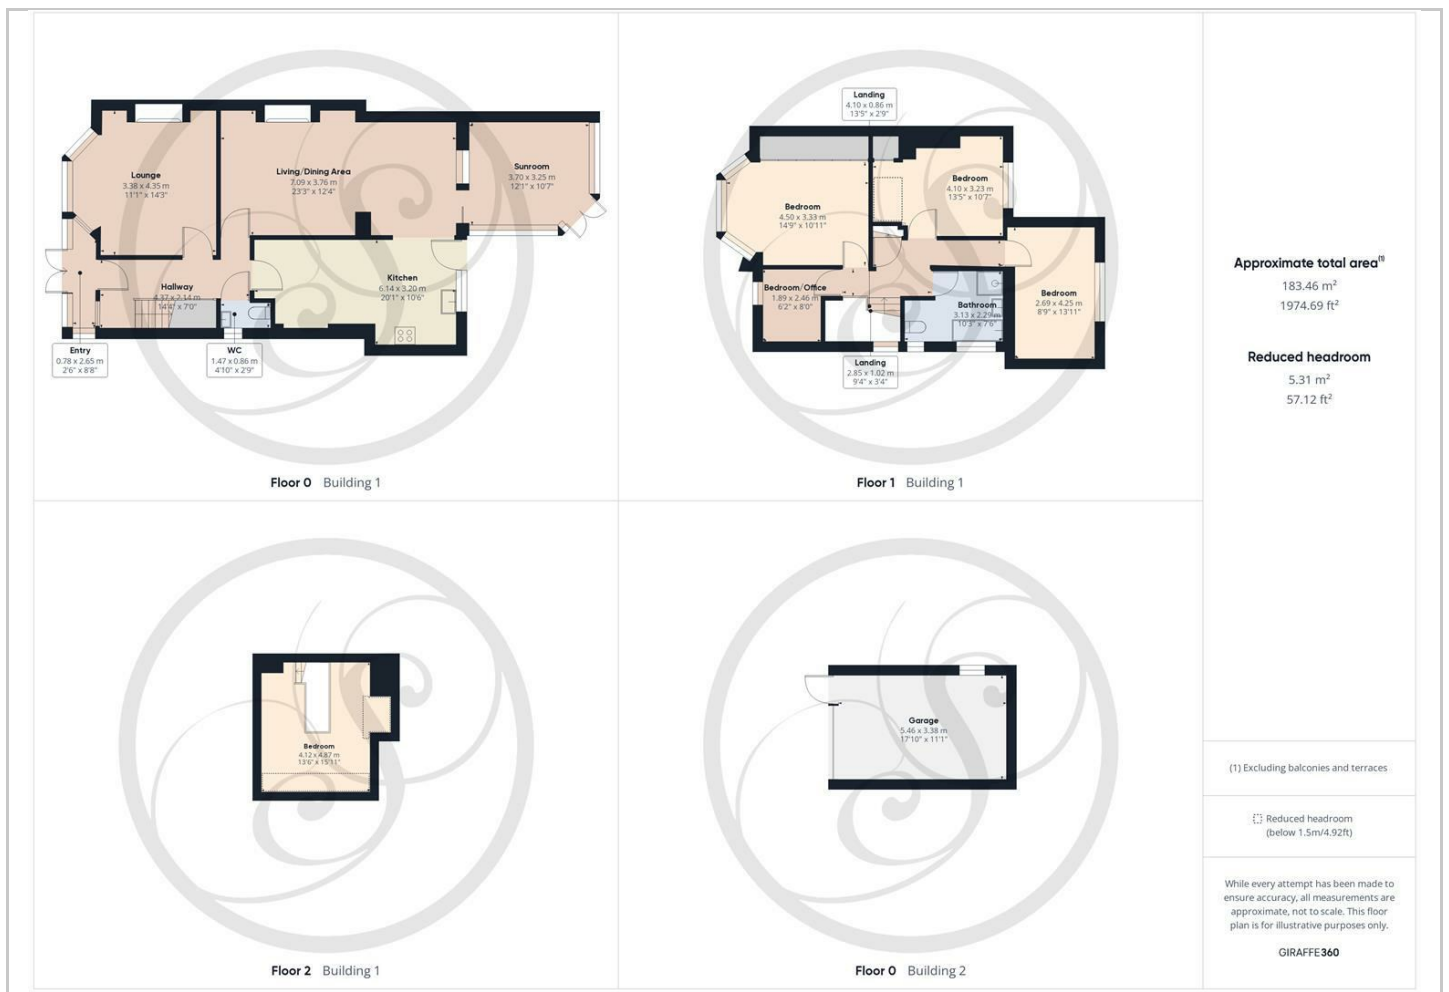 Lounge
3.38 x 4.35 m
11'1" x 14'3"
Living/Dining Area
7.09 x 3.76 m
23'3" x 12'4"
Sunroom
3.70 x 3.25 m
12'1" x 10'7"
Hallway
4.37 x 2.14 m
14'4" x 7'0"
Kitchen
6.14 x 3.20 m
20'1" x 10'6"
Entry
0.78 x 2.65 m
2'6" x 8'8"
WC
1.47 x 0.86 m
4'10" x 2'9"
Floor 0 Building 1
Landing
4.10 x 0.86 m
13'5" x 2'9"
Bedroom
4.10 x 3.23 m
13'5" x 10'7"
Bedroom
4.50 x 3.33 m
14'9" x 10'11"
Bedroom/Office
1.89 x 2.46 m
6'2" x 8'0"
Bathroom
3.13 x 2.29 m
10'3" x 7'6"
Bedroom
2.69 x 4.25 m
8'9" x 13'11"
Landing
2.85 x 1.02 m
9'4" x 3'4"
Floor 1 Building 1
Bedroom
4.12 x 4.87 m
13'6" x 15'11"
Floor 2 Building 1
Garage
5.46 x 3.38 m
17'10" x 11'1"
Floor 0 Building 2
Approximate total area(1)
183.46 m²
1974.69 ft²
Reduced headroom
5.31 m²
57.12 ft²
(1) Excluding balconies and terraces
Reduced headroom
(below 1.5m/4.92ft)
While every attempt has been made to
ensure accuracy, all measurements are
approximate, not to scale. This floor
plan is for illustrative purposes only.
GIRAFFE360